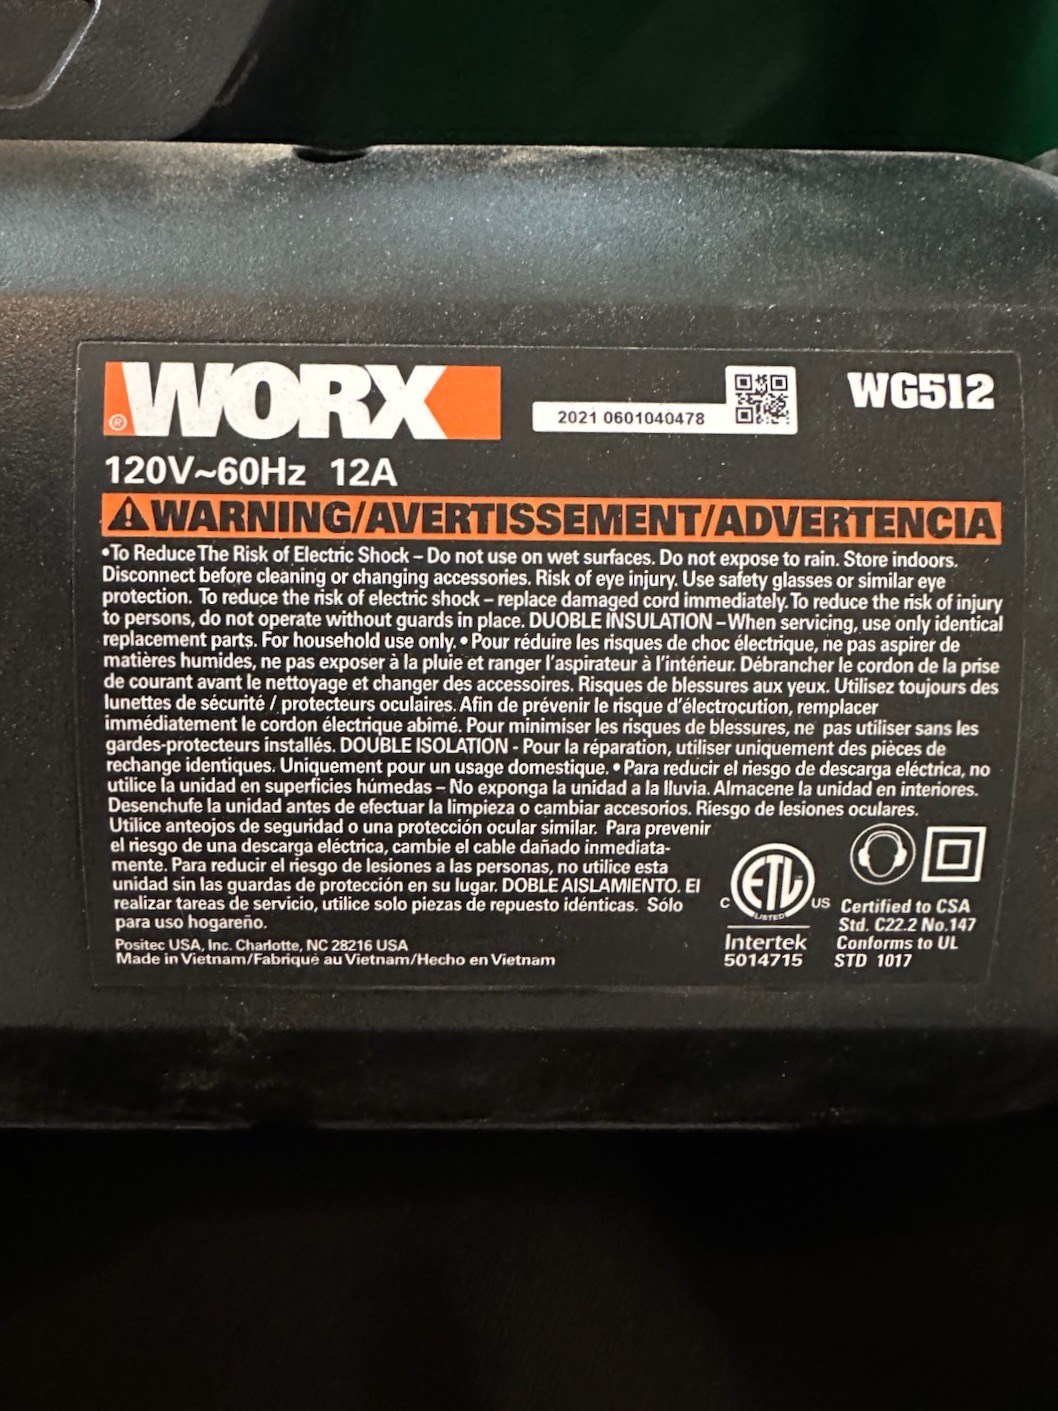 WORX
®
2021 0601040478
WG512
120V~60Hz 12A
WARNING/AVERTISSEMENT/ADVERTENCIA
•To Reduce The Risk of Electric Shock – Do not use on wet surfaces. Do not expose to rain. Store indoors.
Disconnect before cleaning or changing accessories. Risk of eye injury. Use safety glasses or similar eye
protection. To reduce the risk of electric shock – replace damaged cord immediately. To reduce the risk of injury
to persons, do not operate without guards in place. DUOBLE INSULATION – When servicing, use only identical
replacement parts. For household use only. • Pour réduire les risques de choc électrique, ne pas aspirer de
matières humides, ne pas exposer à la pluie et ranger l'aspirateur à l'intérieur. Débrancher le cordon de la prise
de courant avant le nettoyage et changer des accessoires. Risques de blessures aux yeux. Utilisez toujours des
lunettes de sécurité / protecteurs oculaires. Afin de prévenir le risque d'électrocution, remplacer
immédiatement le cordon électrique abîmé. Pour minimiser les risques de blessures, ne pas utiliser sans les
gardes-protecteurs installés. DOUBLE ISOLATION - Pour la réparation, utiliser uniquement des pièces de
rechange identiques. Uniquement pour un usage domestique. • Para reducir el riesgo de descarga eléctrica, no
utilice la unidad en superficies húmedas – No exponga la unidad a la lluvia. Almacene la unidad en interiores.
Desenchufe la unidad antes de efectuar la limpieza o cambiar accesorios. Riesgo de lesiones oculares.
Utilice anteojos de seguridad o una protección ocular similar. Para prevenir
el riesgo de una descarga eléctrica, cambie el cable dañado inmediata-
mente. Para reducir el riesgo de lesiones a las personas, no utilice esta
unidad sin las guardas de protección en su lugar. DOBLE AISLAMIENTO. El
realizar tareas de servicio, utilice solo piezas de repuesto idénticas. Sólo
para uso hogareño.
Positec USA, Inc. Charlotte, NC 28216 USA
Made in Vietnam/Fabriqué au Vietnam/Hecho en Vietnam
C ETL US
LISTED
Intertek
5014715
Certified to CSA
Std. C22.2 No.147
Conforms to UL
STD 1017